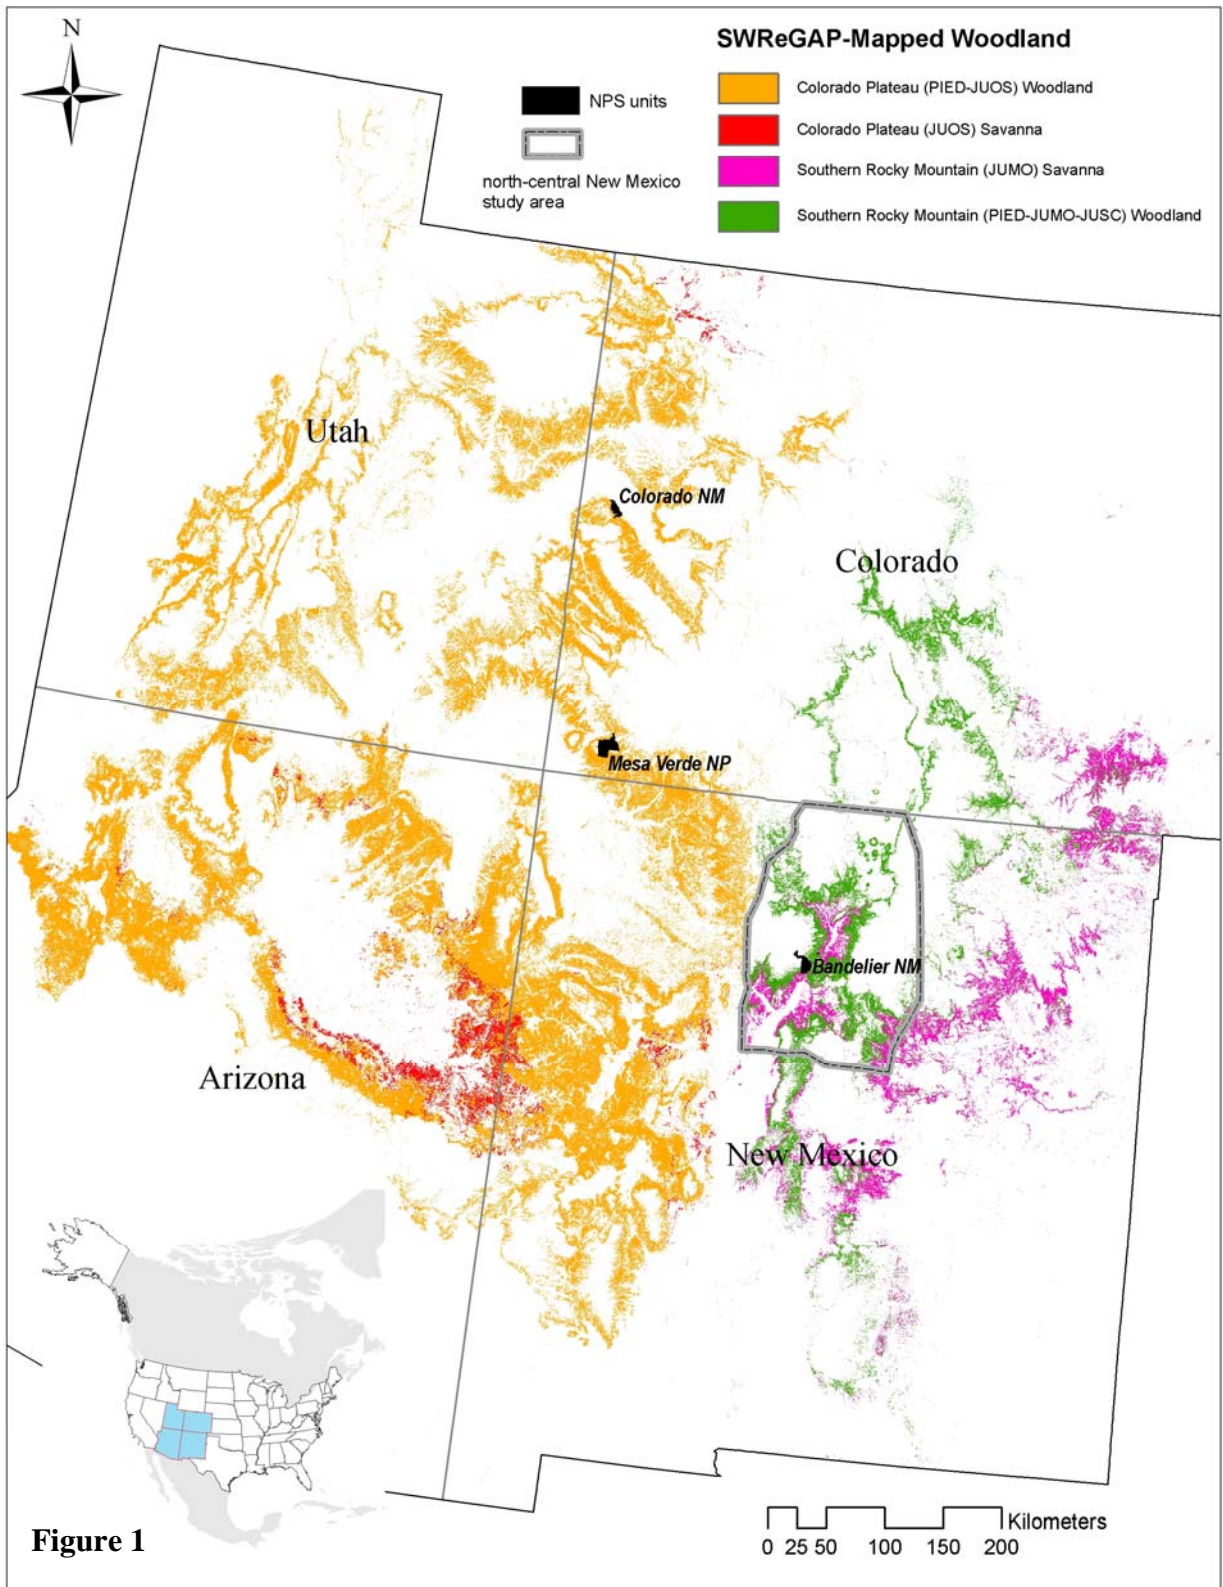 N
SWReGAP-Mapped Woodland
NPS units
north-central New Mexico
study area
Colorado Plateau (PIED-JUOS) Woodland
Colorado Plateau (JUOS) Savanna
Southern Rocky Mountain (JUMO) Savanna
Southern Rocky Mountain (PIED-JUMO-JUSC) Woodland
Utah
Colorado NM
Colorado
Mesa Verde NP
Bandelier NM
Arizona
New Mexico
Kilometers
0 25 50 100 150 200
Figure 1